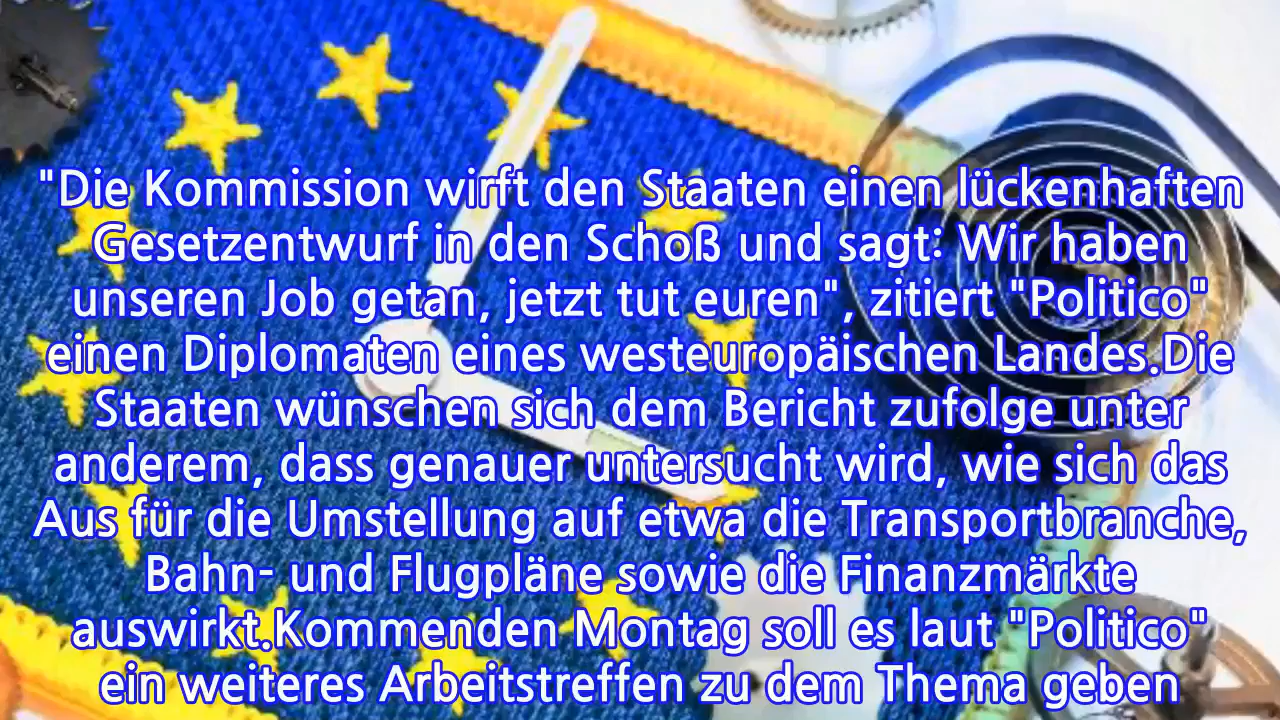 "Die Kommission wirft den Staaten einen lückenhaften
Gesetzentwurf in den Schoß und sagt: Wir haben
unseren Job getan, jetzt tut euren", zitiert "Politico"
einen Diplomaten eines westeuropäischen Landes.Die
Staaten wünschen sich dem Bericht zufolge unter
anderem, dass genauer untersucht wird, wie sich das
Aus für die Umstellung auf etwa die Transportbranche,
Bahn- und Flugpläne sowie die Finanzmärkte
auswirkt.Kommenden Montag soll es laut "Politico"
ein weiteres Arbeitstreffen zu dem Thema geben